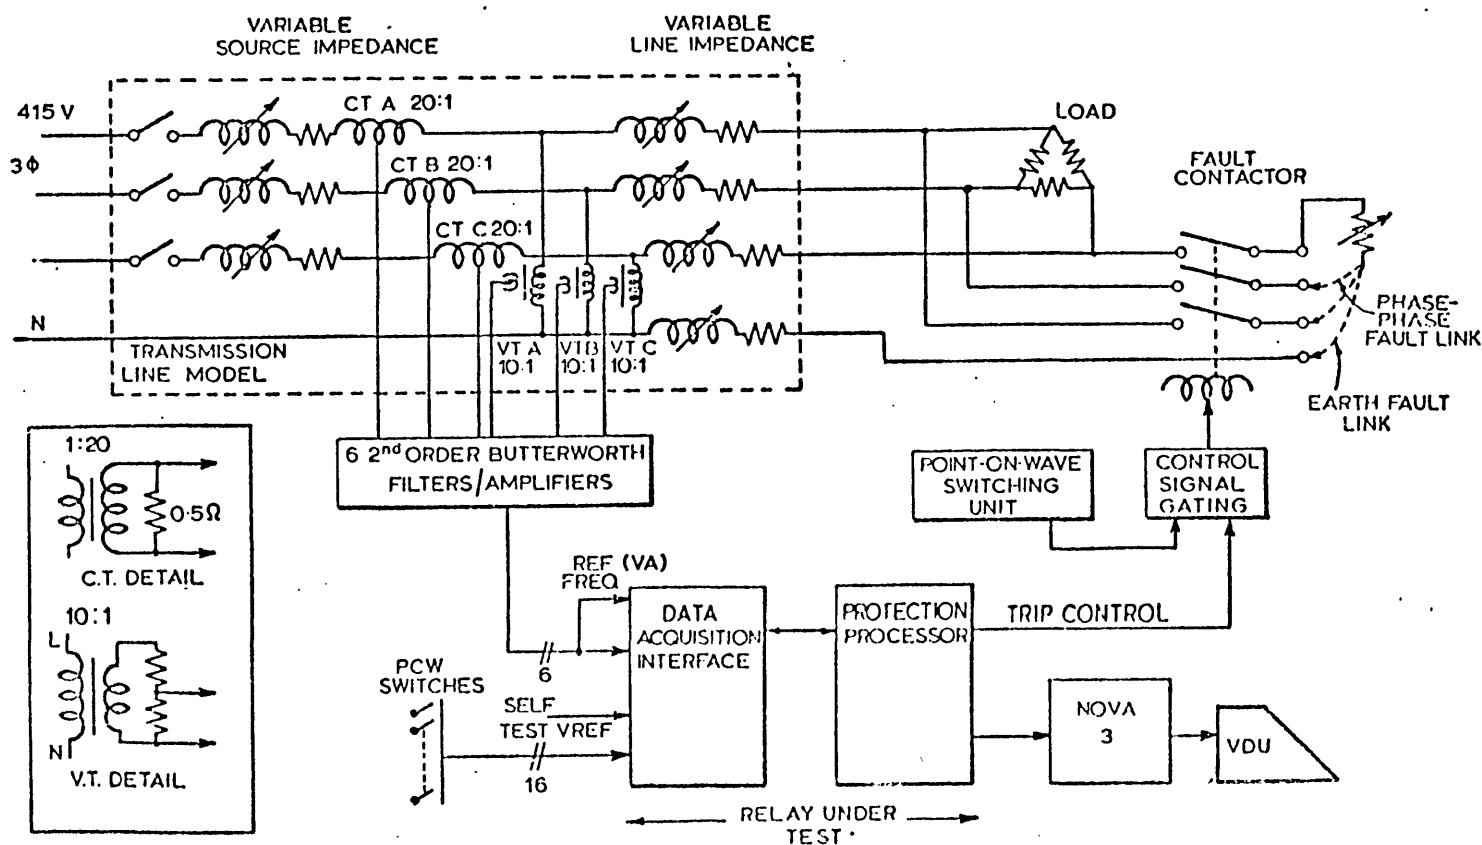 VARIABLE
SOURCE IMPEDANCE
VARIABLE
LINE IMPEDANCE
415 V
3Φ
N
CT A 20:1
CT B 20:1
CT C 20:1
LOAD
FAULT
CONTACTOR
PHASE-
PHASE
FAULT LINK
EARTH FAULT
LINK
TRANSMISSION
LINE MODEL
VT A
10:1
VT B
10:1
VT C
10:1
6 2nd ORDER BUTTERWORTH
FILTERS/AMPLIFIERS
POINT-ON-WAVE
SWITCHING
UNIT
CONTROL
SIGNAL
GATING
1:20
0·5Ω
C.T. DETAIL
10:1
L
N
V.T. DETAIL
REF (VA)
FREQ
6
DATA
ACQUISITION
INTERFACE
PROTECTION
PROCESSOR
TRIP CONTROL
PCW
SWITCHES
SELF
TEST VREF
16
NOVA
3
VDU
RELAY UNDER
TEST